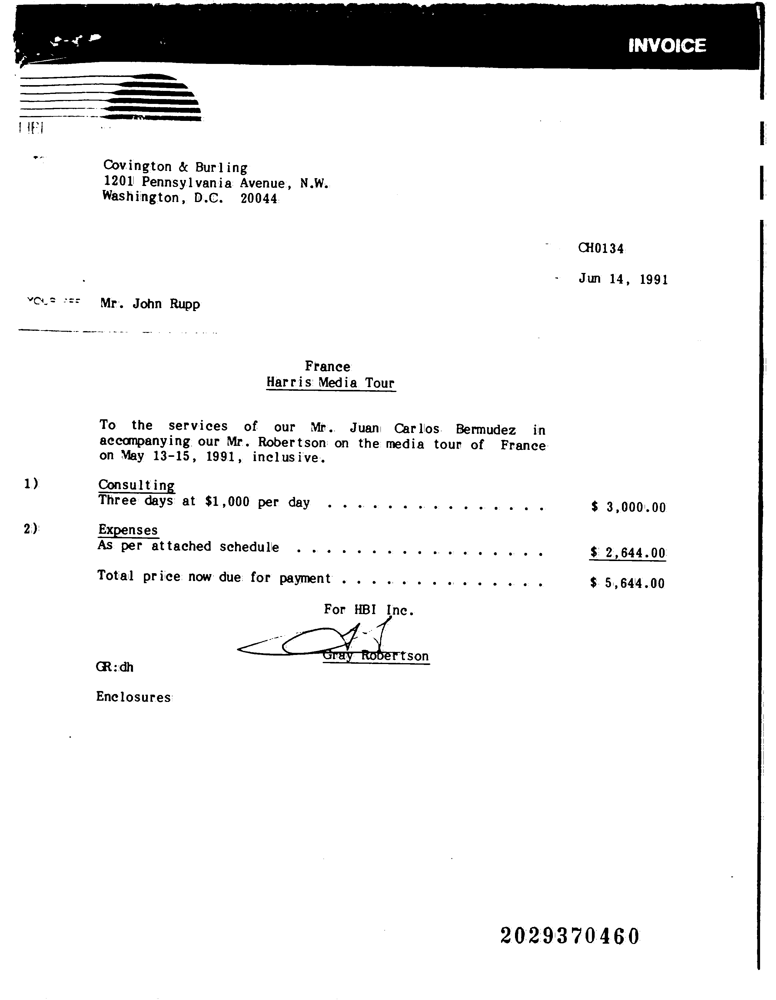 INVOICE
Covington & Burling
1201 Pennsylvania Avenue, N.W.
Washington, D.C. 20044
CH0134
Jun 14, 1991
Mr. John Rupp
France
Harris Media Tour
To the services of our Mr. Juan Carlos Bermudez in
accompanying our Mr. Robertson on the media tour of France
on May 13-15, 1991, inclusive.
1) Consulting
Three days at $1,000 per day . . . . . . . . . . . . . . . $ 3,000.00
2) Expenses
As per attached schedule . . . . . . . . . . . . . . . . . $ 2,644.00
Total price now due for payment . . . . . . . . . . . . . . $ 5,644.00
For HBI Inc.
Gray Robertson
GR:dh
Enclosures
2029370460